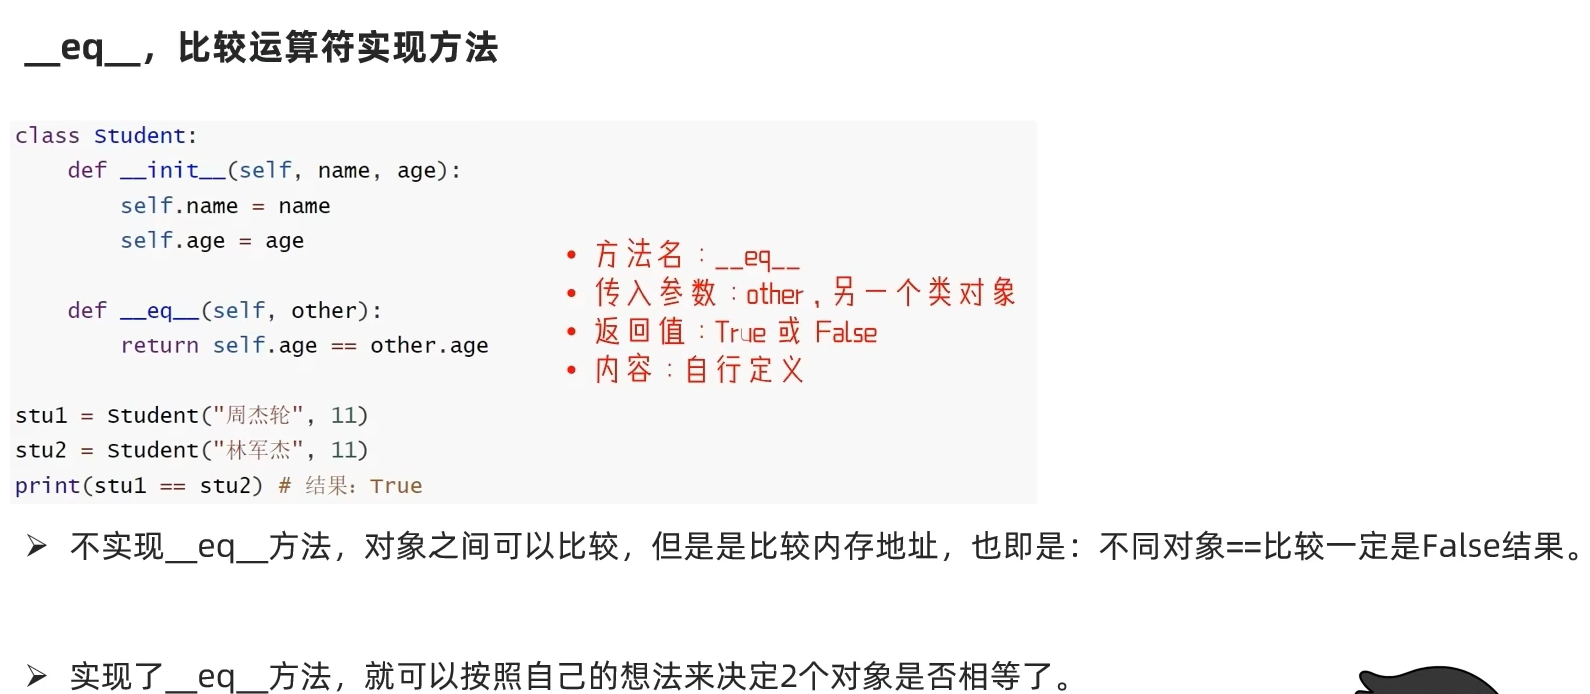 __eq__，比较运算符实现方法
class Student:
    def __init__(self, name, age):
        self.name = name
        self.age = age
    def __eq__(self, other):
        return self.age == other.age
• 方法名：__eq__
• 传入参数：other，另一个类对象
• 返回值：True 或 False
• 内容：自行定义
stu1 = Student("周杰轮", 11)
stu2 = Student("林军杰", 11)
print(stu1 == stu2) # 结果：True
➢ 不实现__eq__方法，对象之间可以比较，但是是比较内存地址，也即是：不同对象==比较一定是False结果。
➢ 实现了__eq__方法，就可以按照自己的想法来决定2个对象是否相等了。